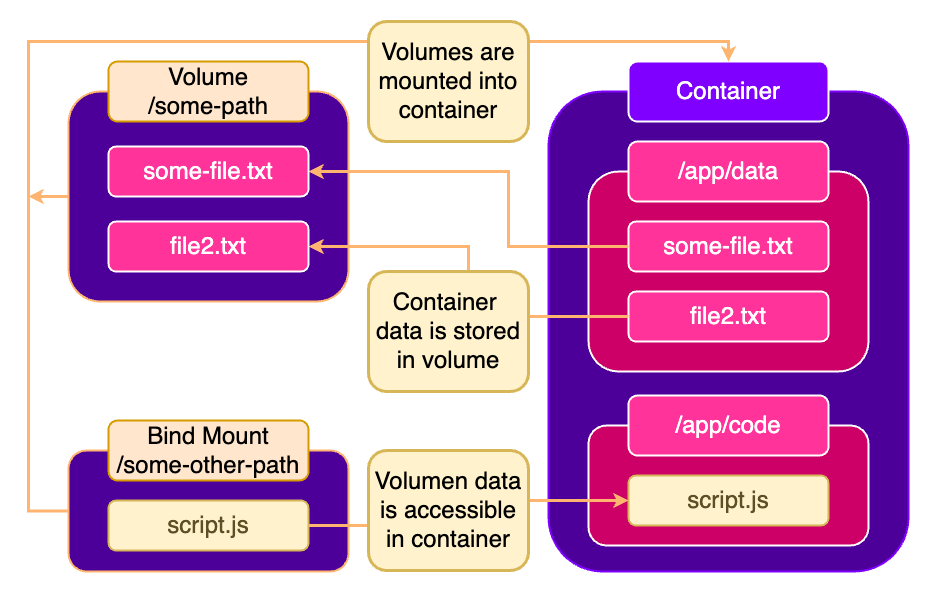 Volumes are
mounted into
container
Volume
/some-path
some-file.txt
file2.txt
Container
/app/data
some-file.txt
file2.txt
Container
data is stored
in volume
/app/code
script.js
Bind Mount
/some-other-path
script.js
Volumen data
is accessible
in container